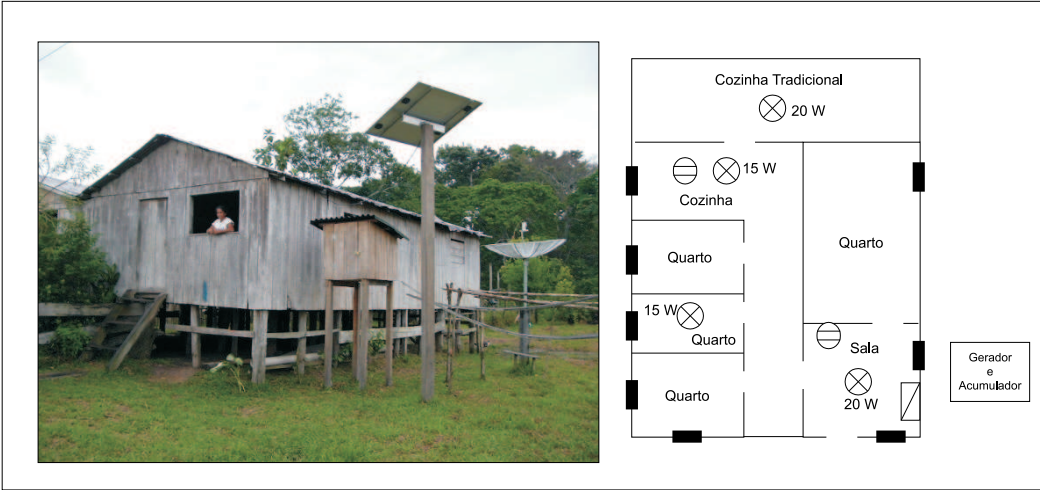 Cozinha Tradicional
20 W
15 W
Cozinha
Quarto
Quarto
15 W
Quarto
Sala
Quarto
20 W
Gerador
e
Acumulador